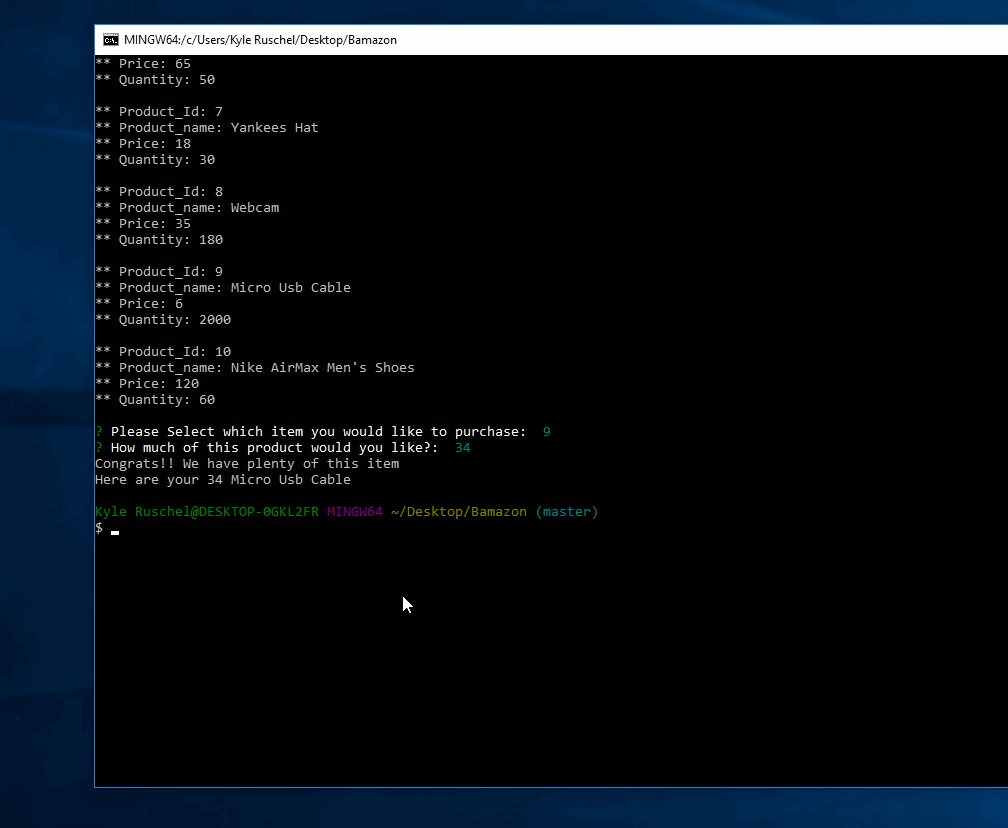 MINGW64:/c/Users/Kyle Ruschel/Desktop/Bamazon
** Price: 65
** Quantity: 50
** Product_Id: 7
** Product_name: Yankees Hat
** Price: 18
** Quantity: 30
** Product_Id: 8
** Product_name: Webcam
** Price: 35
** Quantity: 180
** Product_Id: 9
** Product_name: Micro Usb Cable
** Price: 6
** Quantity: 2000
** Product_Id: 10
** Product_name: Nike AirMax Men's Shoes
** Price: 120
** Quantity: 60
? Please Select which item you would like to purchase:  9
? How much of this product would you like?:  34
Congrats!! We have plenty of this item
Here are your 34 Micro Usb Cable
Kyle Ruschel@DESKTOP-0GKL2FR MINGW64 ~/Desktop/Bamazon (master)
$